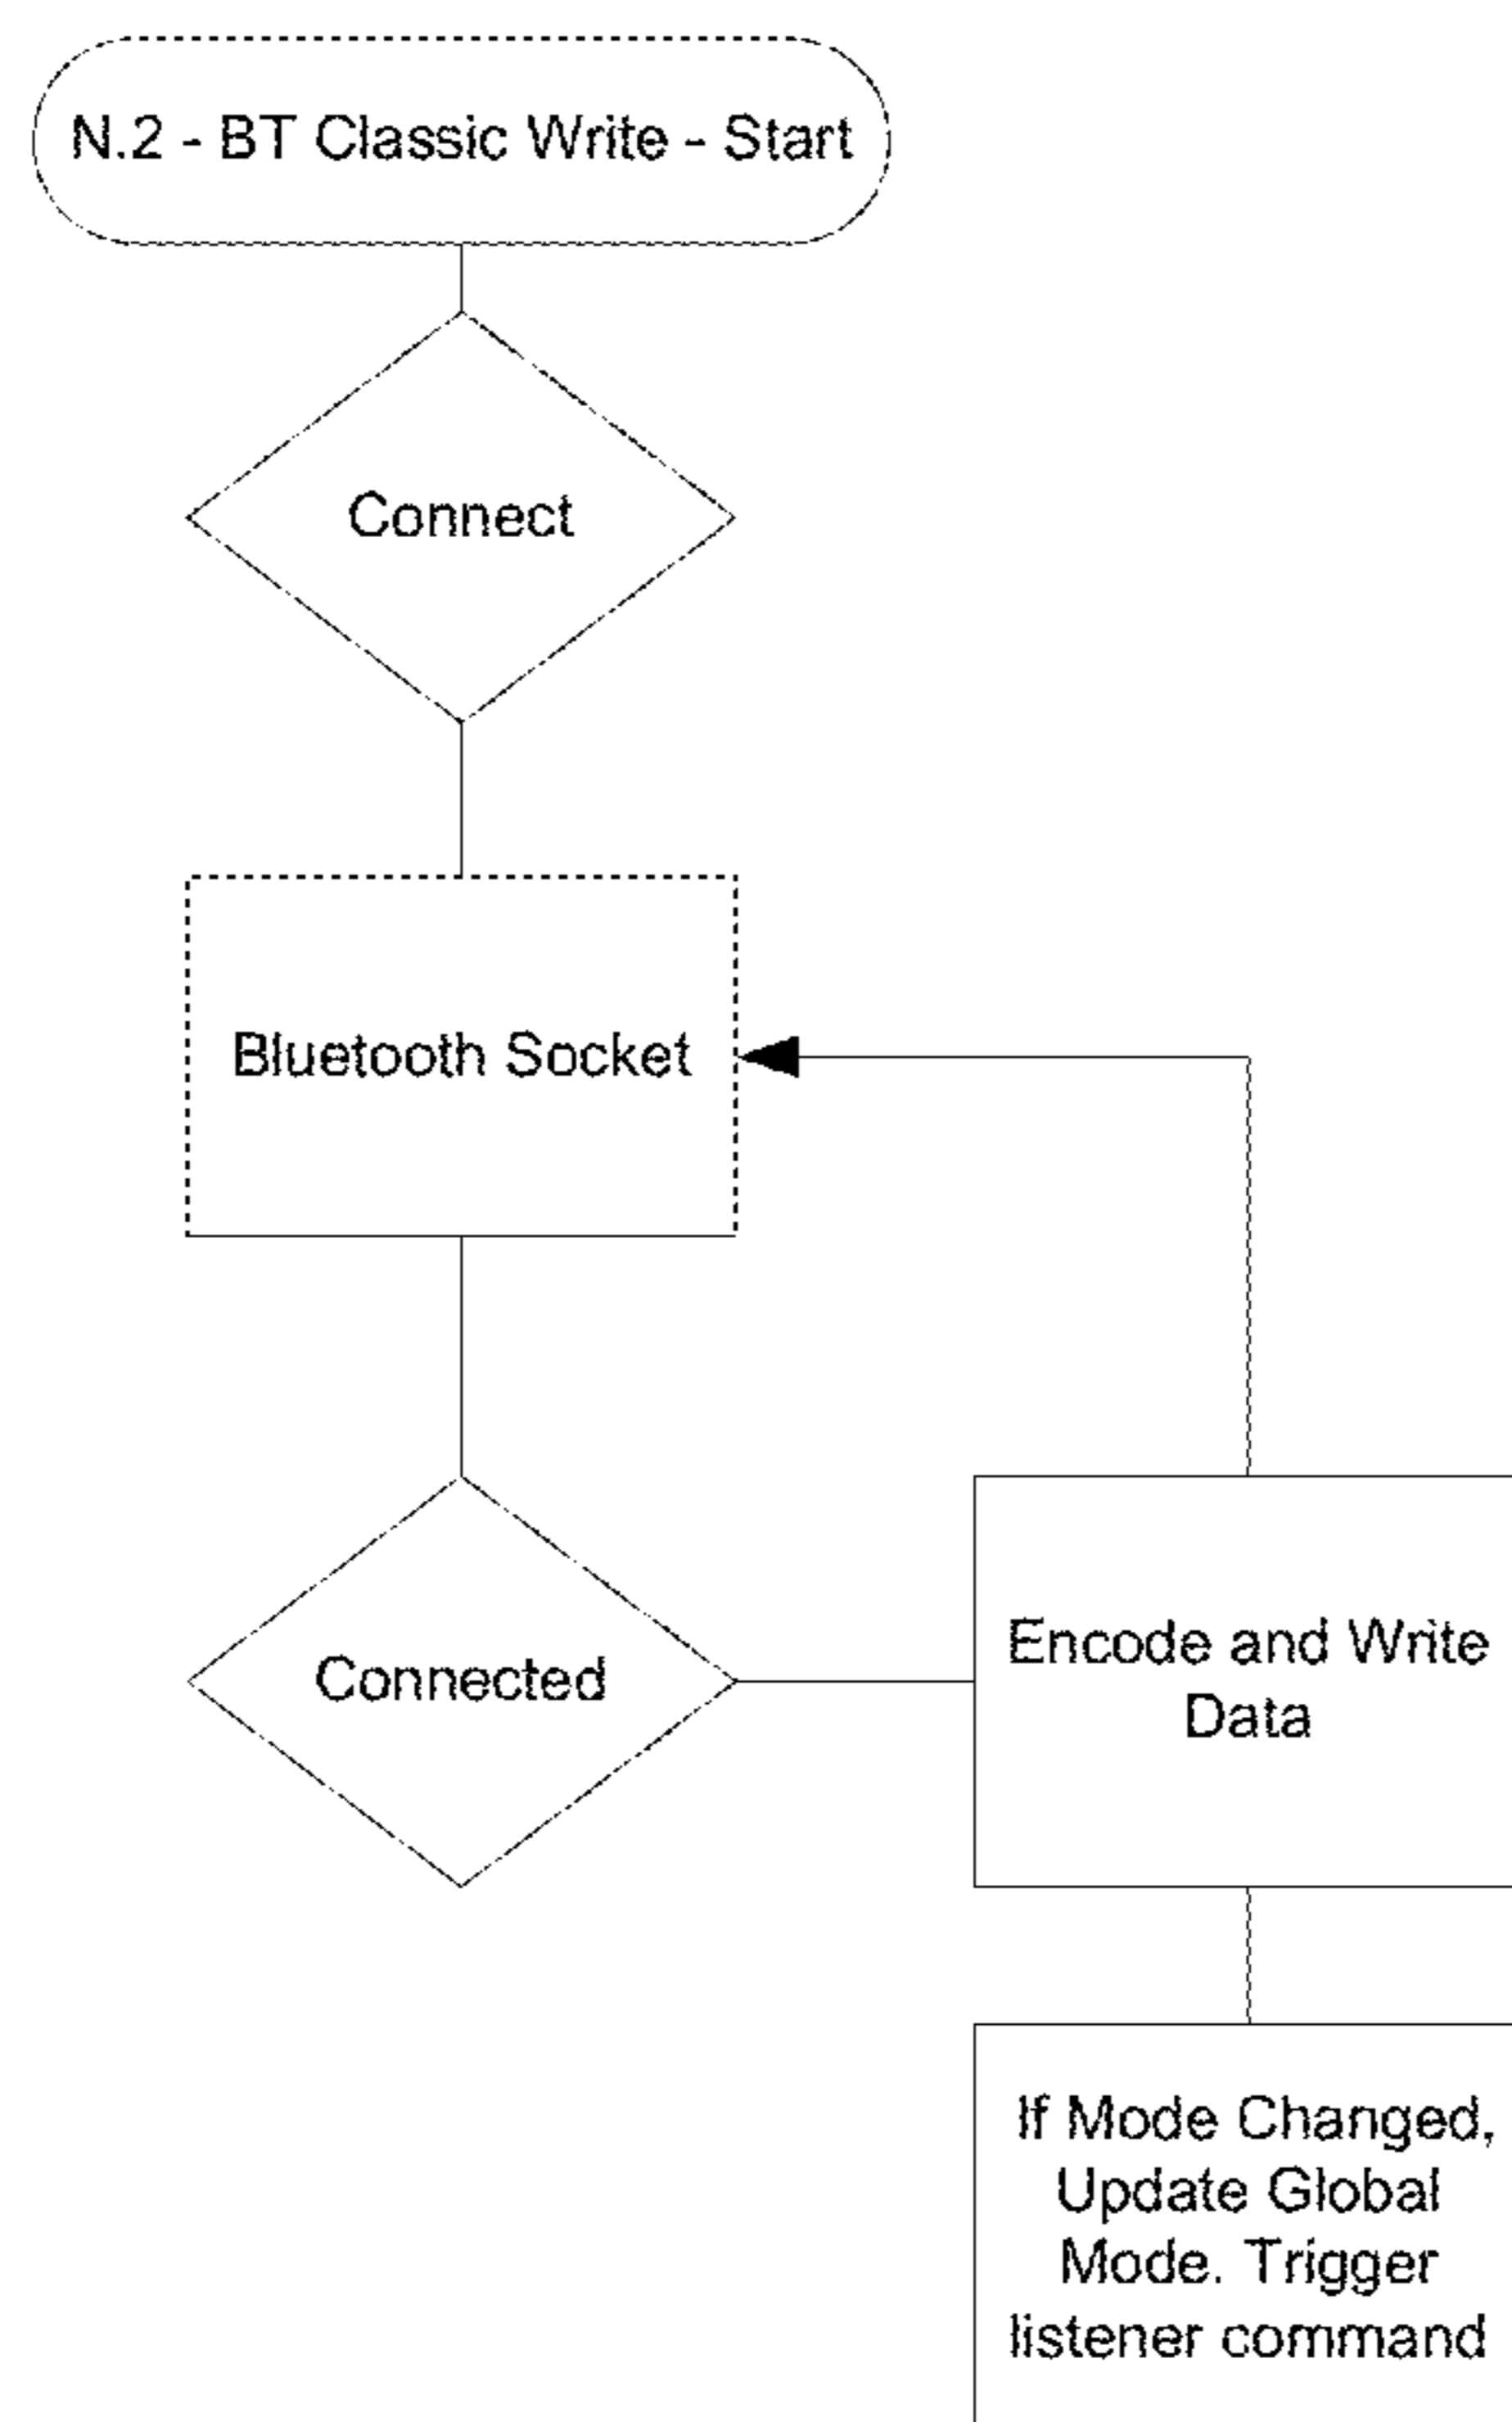 N.2 - BT Classic Write - Start
Connect
Bluetooth Socket
Connected
Encode and Write
Data
If Mode Changed,
Update Global
Mode. Trigger
listener command